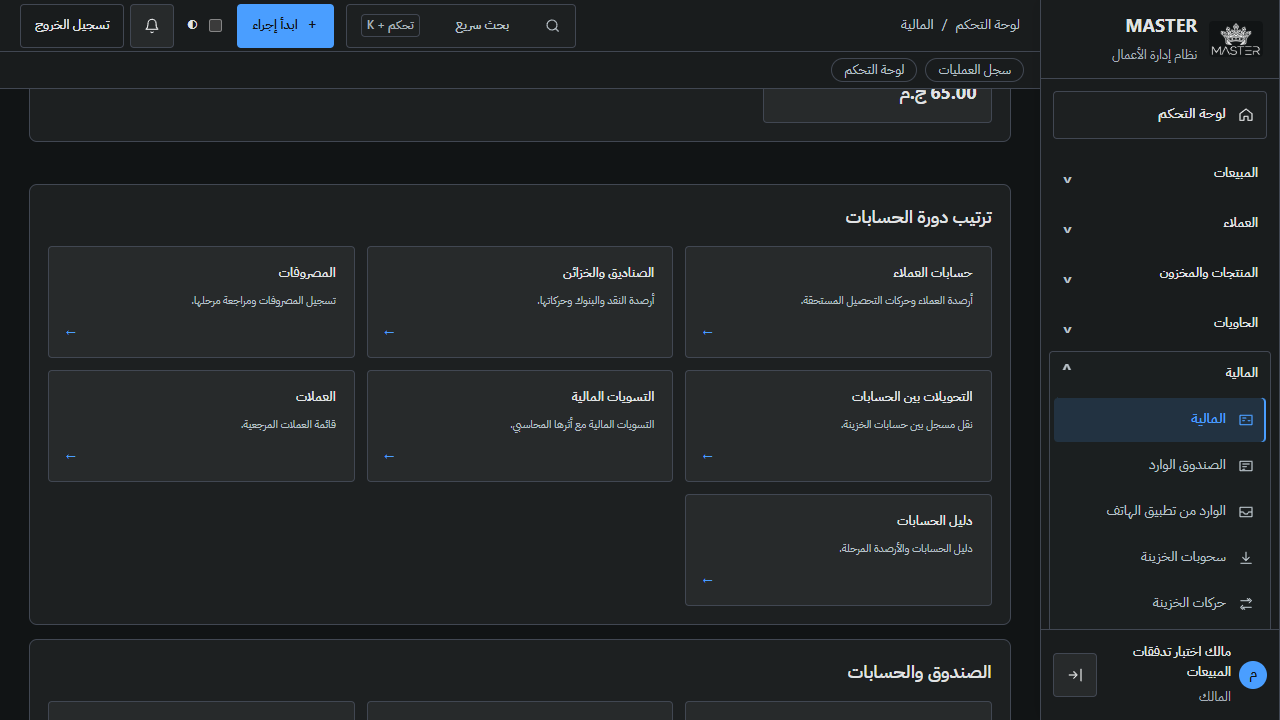 MASTER
نظام إدارة الأعمال
MASTER
لوحة التحكم / المالية
بحث سريع
تحكم + K
+ ابدأ إجراء
تسجيل الخروج
سجل العمليات
لوحة التحكم
لوحة التحكم
المبيعات
العملاء
المنتجات والمخزون
الحاويات
المالية
المالية
الصندوق الوارد
الوارد من تطبيق الهاتف
سحوبات الخزينة
حركات الخزينة
مالك اختبار تدفقات
المبيعات
المالك
م
65.00 ج.م
ترتيب دورة الحسابات
حسابات العملاء
أرصدة العملاء وحركات التحصيل المستحقة.
←
الصناديق والخزائن
أرصدة النقد والبنوك وحركاتها.
←
المصروفات
تسجيل المصروفات ومراجعة مرحلها.
←
التحويلات بين الحسابات
نقل مسجل بين حسابات الخزينة.
←
التسويات المالية
التسويات المالية مع أثرها المحاسبي.
←
العملات
قائمة العملات المرجعية.
←
دليل الحسابات
دليل الحسابات والأرصدة المرحلة.
←
الصندوق والحسابات